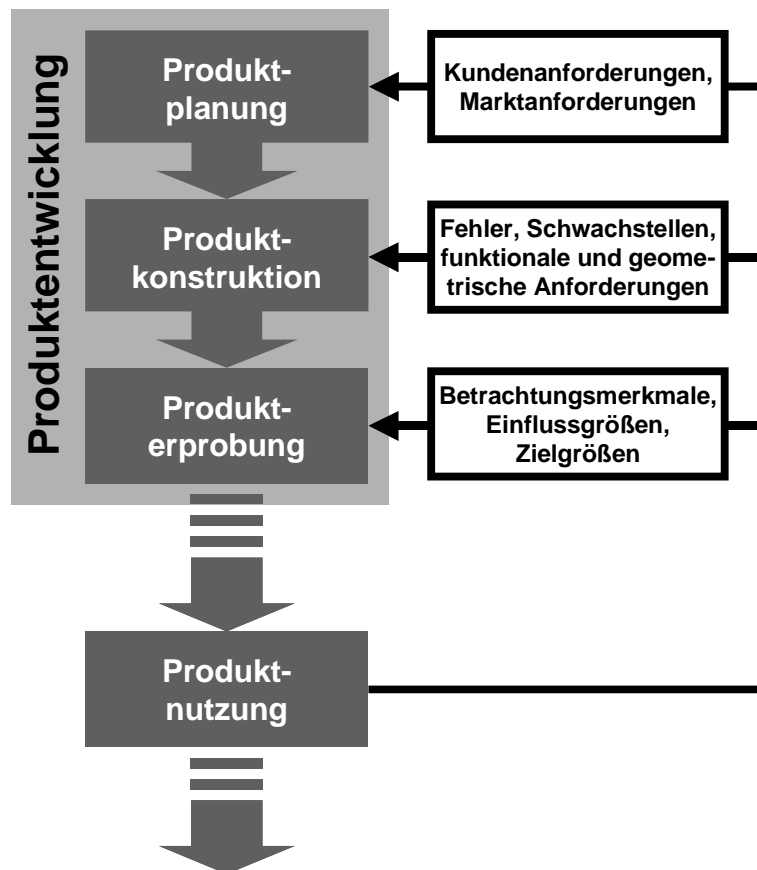 Produktentwicklung
Produkt-
planung
Kundenanforderungen,
Marktanforderungen
Produkt-
konstruktion
Fehler, Schwachstellen,
funktionale und geome-
trische Anforderungen
Produkt-
erprobung
Betrachtungsmerkmale,
Einflussgrößen,
Zielgrößen
Produkt-
nutzung